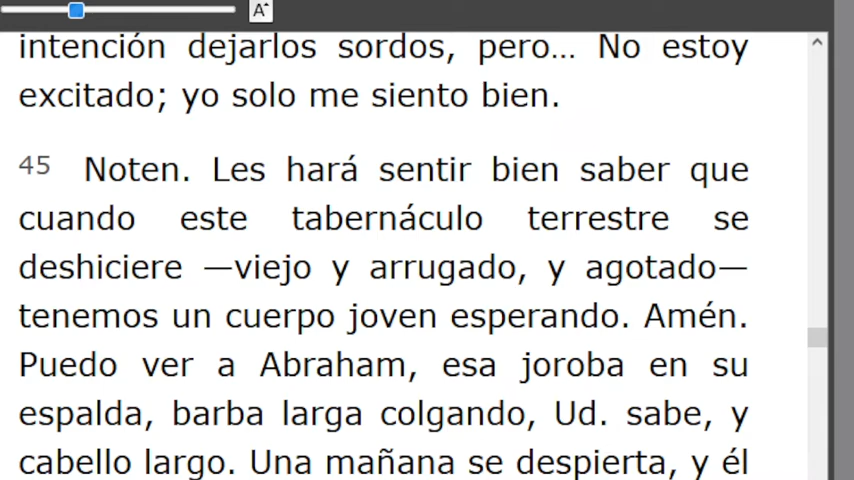 A
intención dejarlos sordos, pero… No estoy
excitado; yo solo me siento bien.
45 Noten. Les hará sentir bien saber que
cuando este tabernáculo terrestre se
deshiciere —viejo y arrugado, y agotado—
tenemos un cuerpo joven esperando. Amén.
Puedo ver a Abraham, esa joroba en su
espalda, barba larga colgando, Ud. sabe, y
cabello largo. Una mañana se despierta, y él